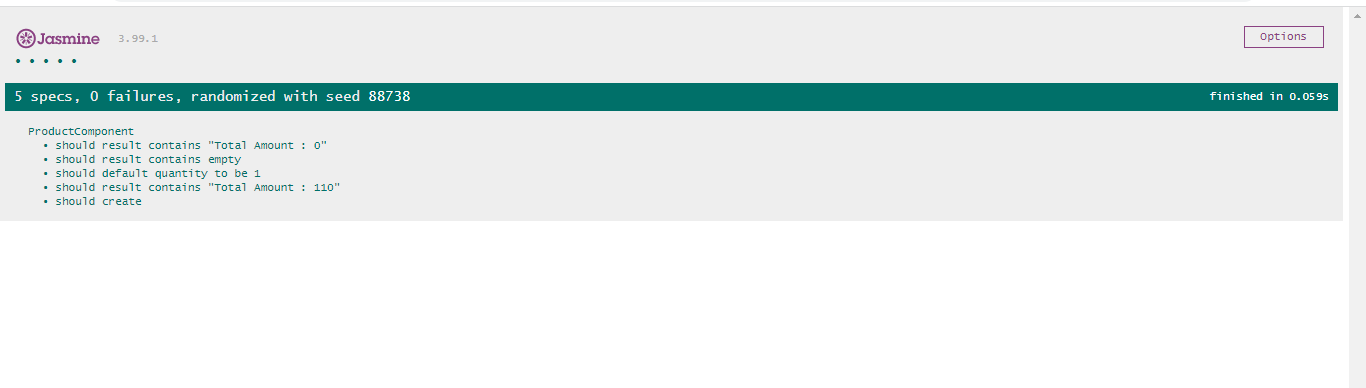 Jasmine 3.99.1 Options
• • • • •
5 specs, 0 failures, randomized with seed 88738 finished in 0.059s
ProductComponent
• should result contains "Total Amount : 0"
• should result contains empty
• should default quantity to be 1
• should result contains "Total Amount : 110"
• should create